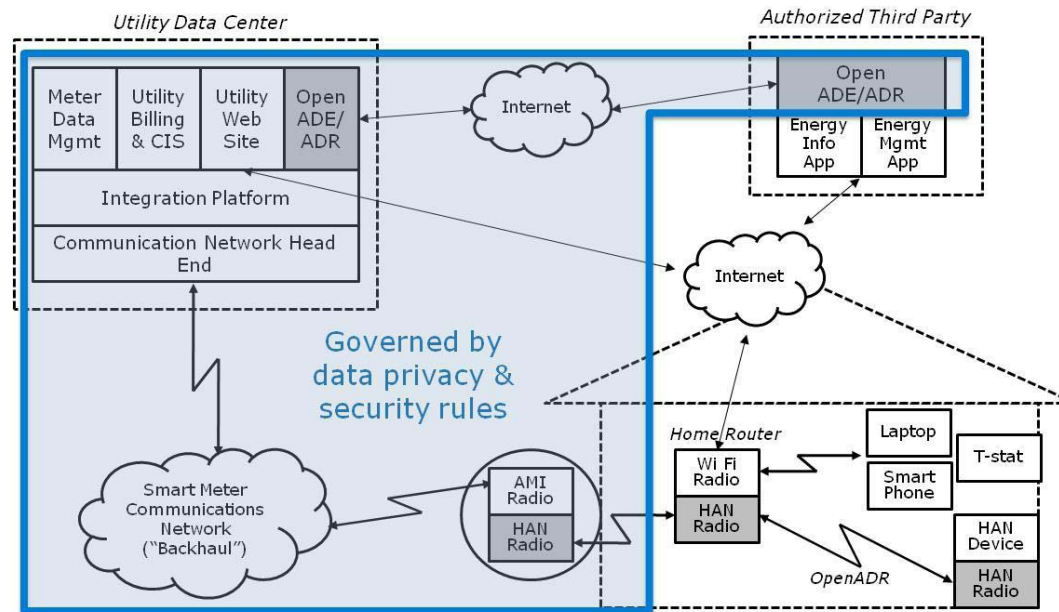 Utility Data Center
Authorized Third Party
Meter
Data
Mgmt
Utility
Billing
& CIS
Utility
Web
Site
Open
ADE/
ADR
Internet
Open
ADE/ADR
Energy
Info
App
Energy
Mgmt
App
Integration Platform
Communication Network Head
End
Internet
Governed by
data privacy &
security rules
Smart Meter
Communications
Network
("Backhaul")
AMI
Radio
HAN
Radio
Home Router
Wi Fi
Radio
HAN
Radio
Laptop
Smart
Phone
T-stat
HAN
Device
HAN
Radio
OpenADR